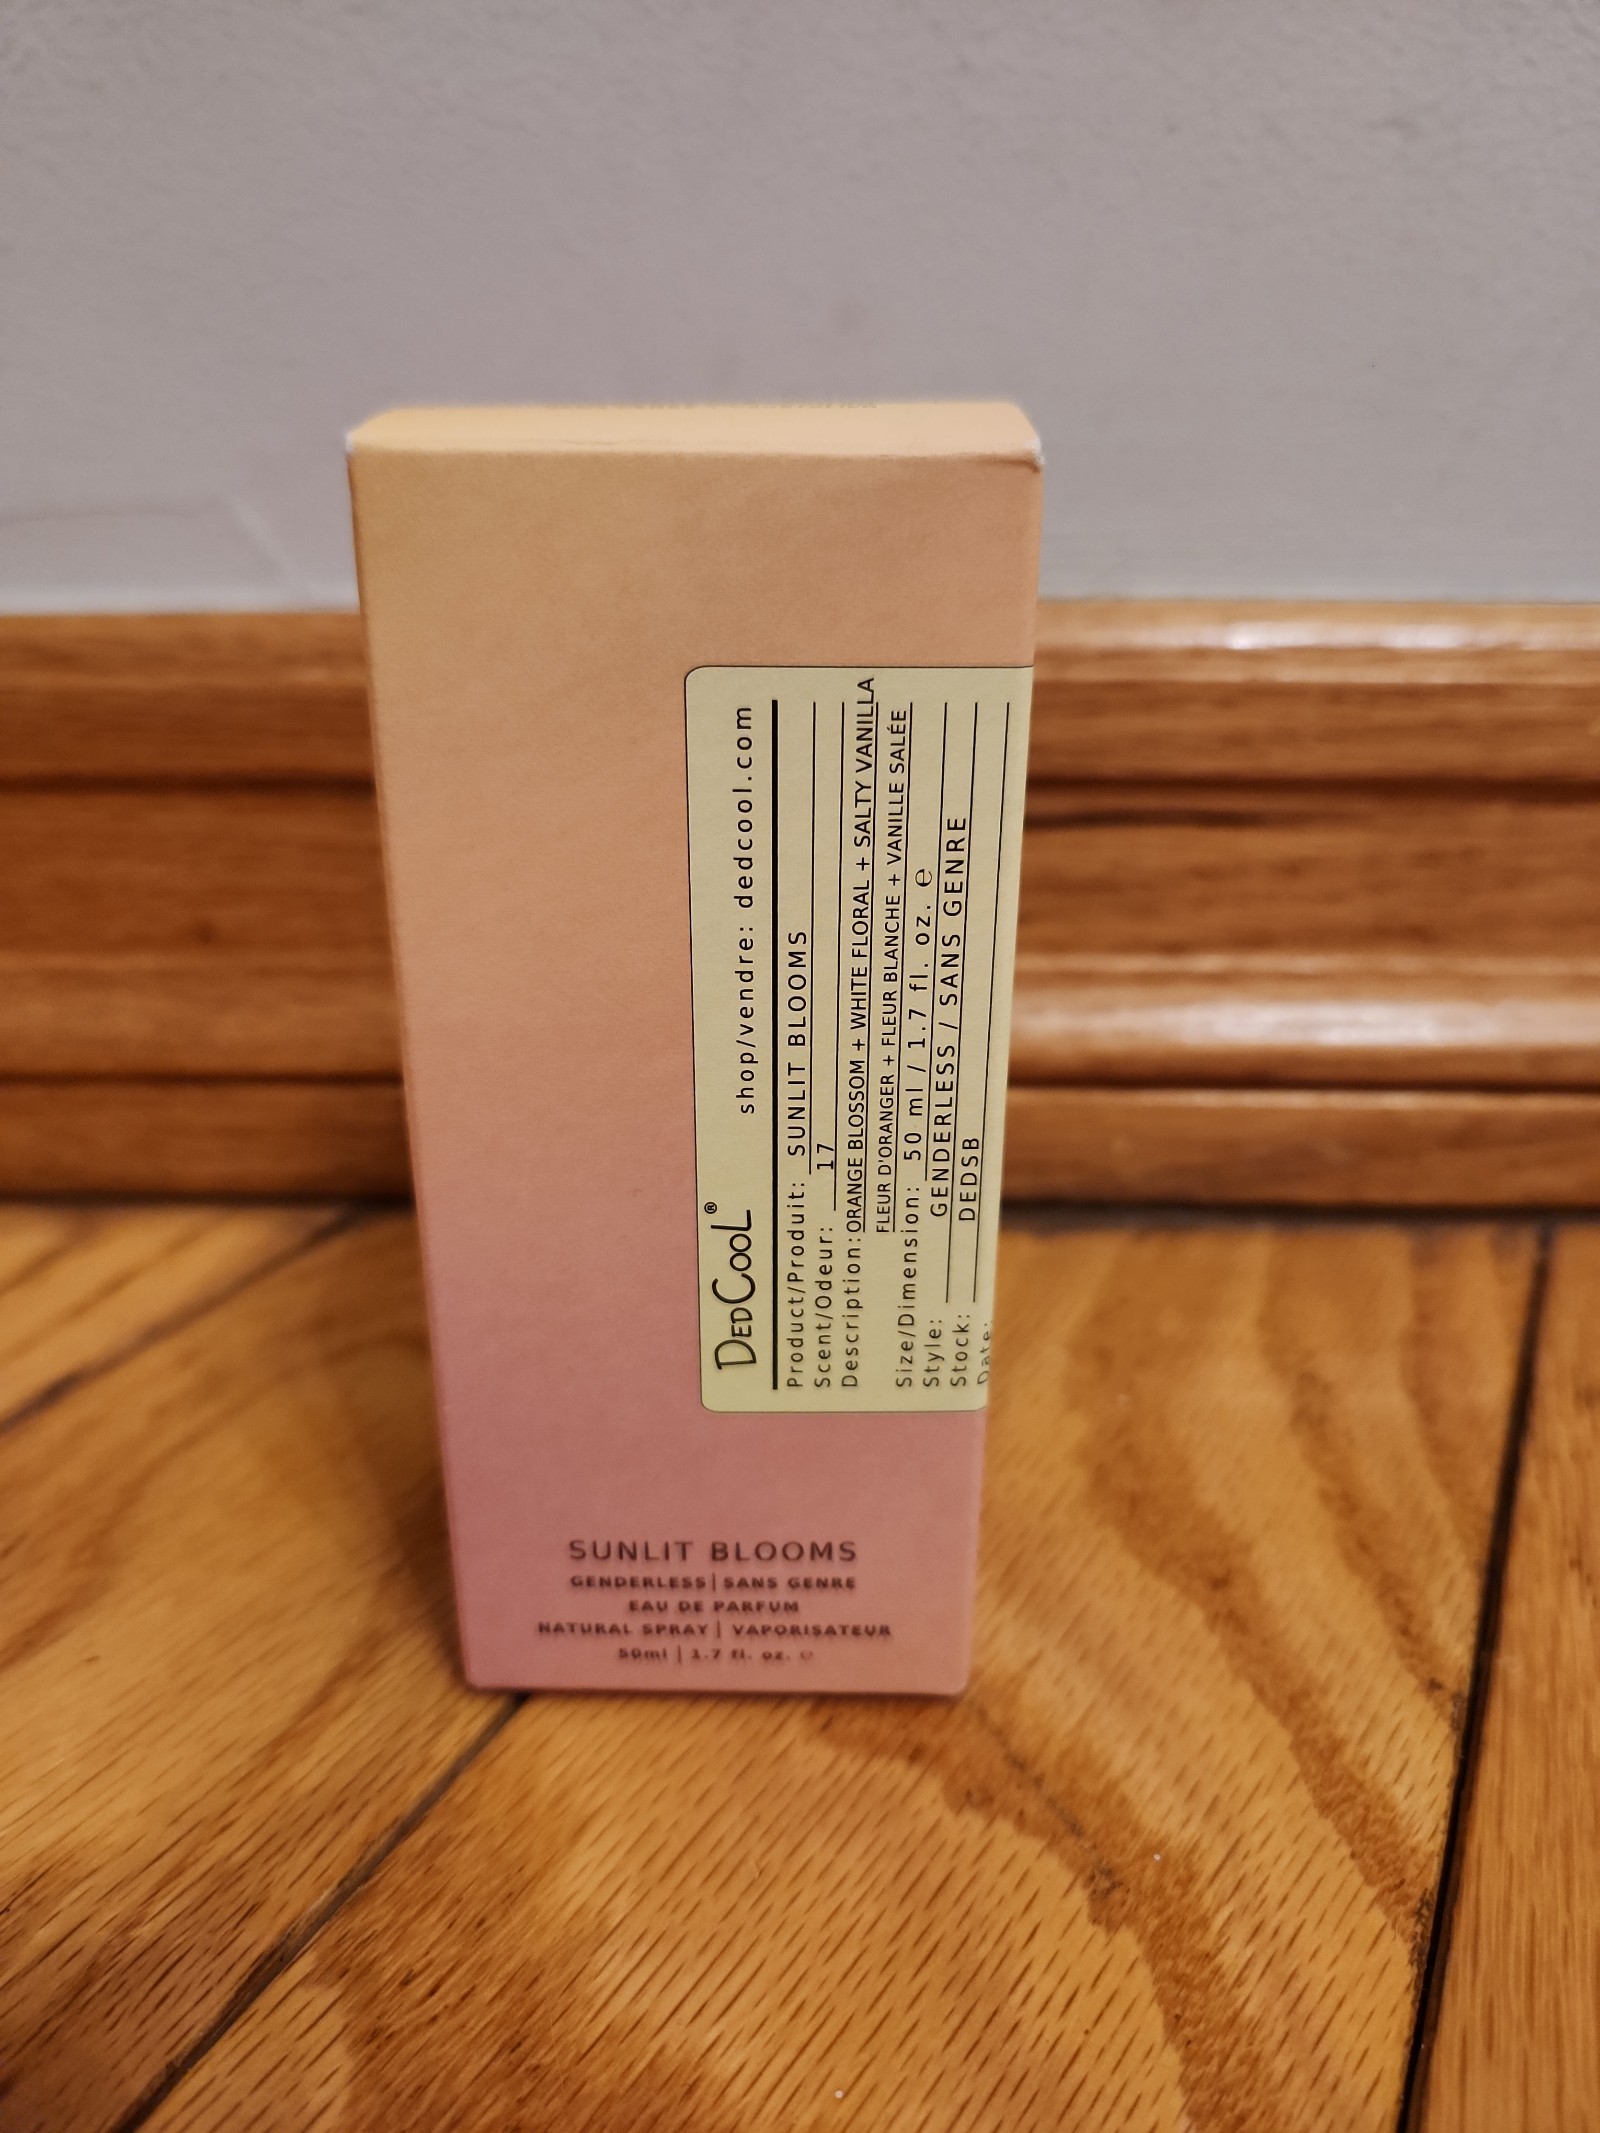 DEDCOOL®
shop/vendre: dedcool.com
Product/Produit: SUNLIT BLOOMS
Scent/Odeur: 17
Description: ORANGE BLOSSOM + WHITE FLORAL + SALTY VANILLA
FLEUR D'ORANGER + FLEUR BLANCHE + VANILLE SALÉE
Size/Dimension: 50 ml / 1.7 fl. oz. ℮
Style: GENDERLESS / SANS GENRE
Stock: DEDSB
Date:
SUNLIT BLOOMS
GENDERLESS | SANS GENRE
EAU DE PARFUM
NATURAL SPRAY | VAPORISATEUR
50ml | 1.7 fl. oz. ℮